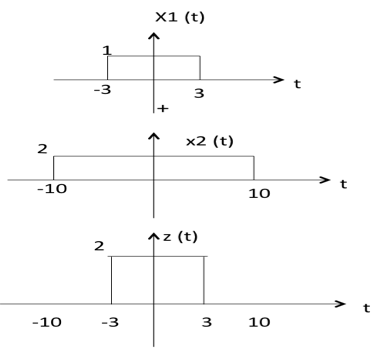 X1 (t)
1
-3 3 t
+
x2 (t)
2
-10 10 t
z (t)
2
-10 -3 3 10 t